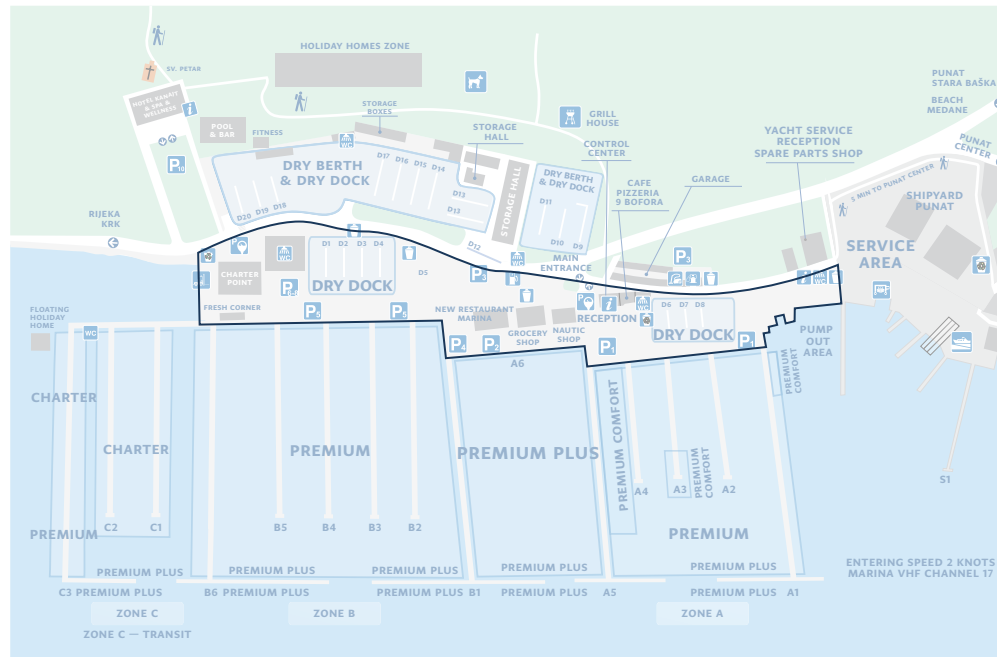 HOLIDAY HOMES ZONE
SV. PETAR
HOTEL KANAJT
& SPA &
WELLNESS
PUNAT
STARA BAŠKA
BEACH
MEDANE
STORAGE
BOXES
GRILL
HOUSE
POOL
& BAR
FITNESS
STORAGE
HALL
CONTROL
CENTER
YACHT SERVICE
RECEPTION
SPARE PARTS SHOP
PUNAT
CENTER
WC
D17
D16
D15
D14
DRY BERTH
& DRY DOCK
DRY BERTH
& DRY DOCK
STORAGE HALL
CAFE
PIZZERIA
9 BOFORA
GARAGE
5 MIN TO PUNAT CENTER
SHIPYARD
PUNAT
D13
D13
D11
D20
D19
D18
D10
D9
RIJEKA
KRK
D1
D2
D3
D4
D12
D5
WC
WC
MAIN
ENTRANCE
SERVICE
AREA
CHARTER
POINT
DRY DOCK
WC
WC
FRESH CORNER
NEW RESTAURANT
MARINA
GROCERY
SHOP
NAUTIC
SHOP
RECEPTION
D6
D7
D8
DRY DOCK
FLOATING
HOLIDAY
HOME
WC
PUMP
OUT
AREA
A6
PREMIUM
COMFORT
CHARTER
CHARTER
PREMIUM
PREMIUM PLUS
PREMIUM COMFORT
PREMIUM
COMFORT
A4
A3
A2
S1
C2
C1
B5
B4
B3
B2
PREMIUM
PREMIUM
PREMIUM PLUS
PREMIUM PLUS
PREMIUM PLUS
PREMIUM PLUS
ENTERING SPEED 2 KNOTS
MARINA VHF CHANNEL 17
C3 PREMIUM PLUS
B6 PREMIUM PLUS
PREMIUM PLUS B1
PREMIUM PLUS A5
PREMIUM PLUS A1
ZONE C
ZONE B
ZONE A
ZONE C — TRANSIT